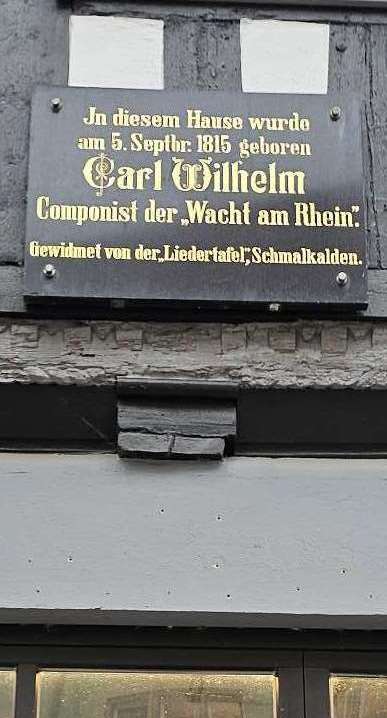 Jn diesem Hause wurde
am 5. Septbr. 1815 geboren
Carl Wilhelm
Componist der „Wacht am Rhein“.
Gewidmet von der „Liedertafel“, Schmalkalden.